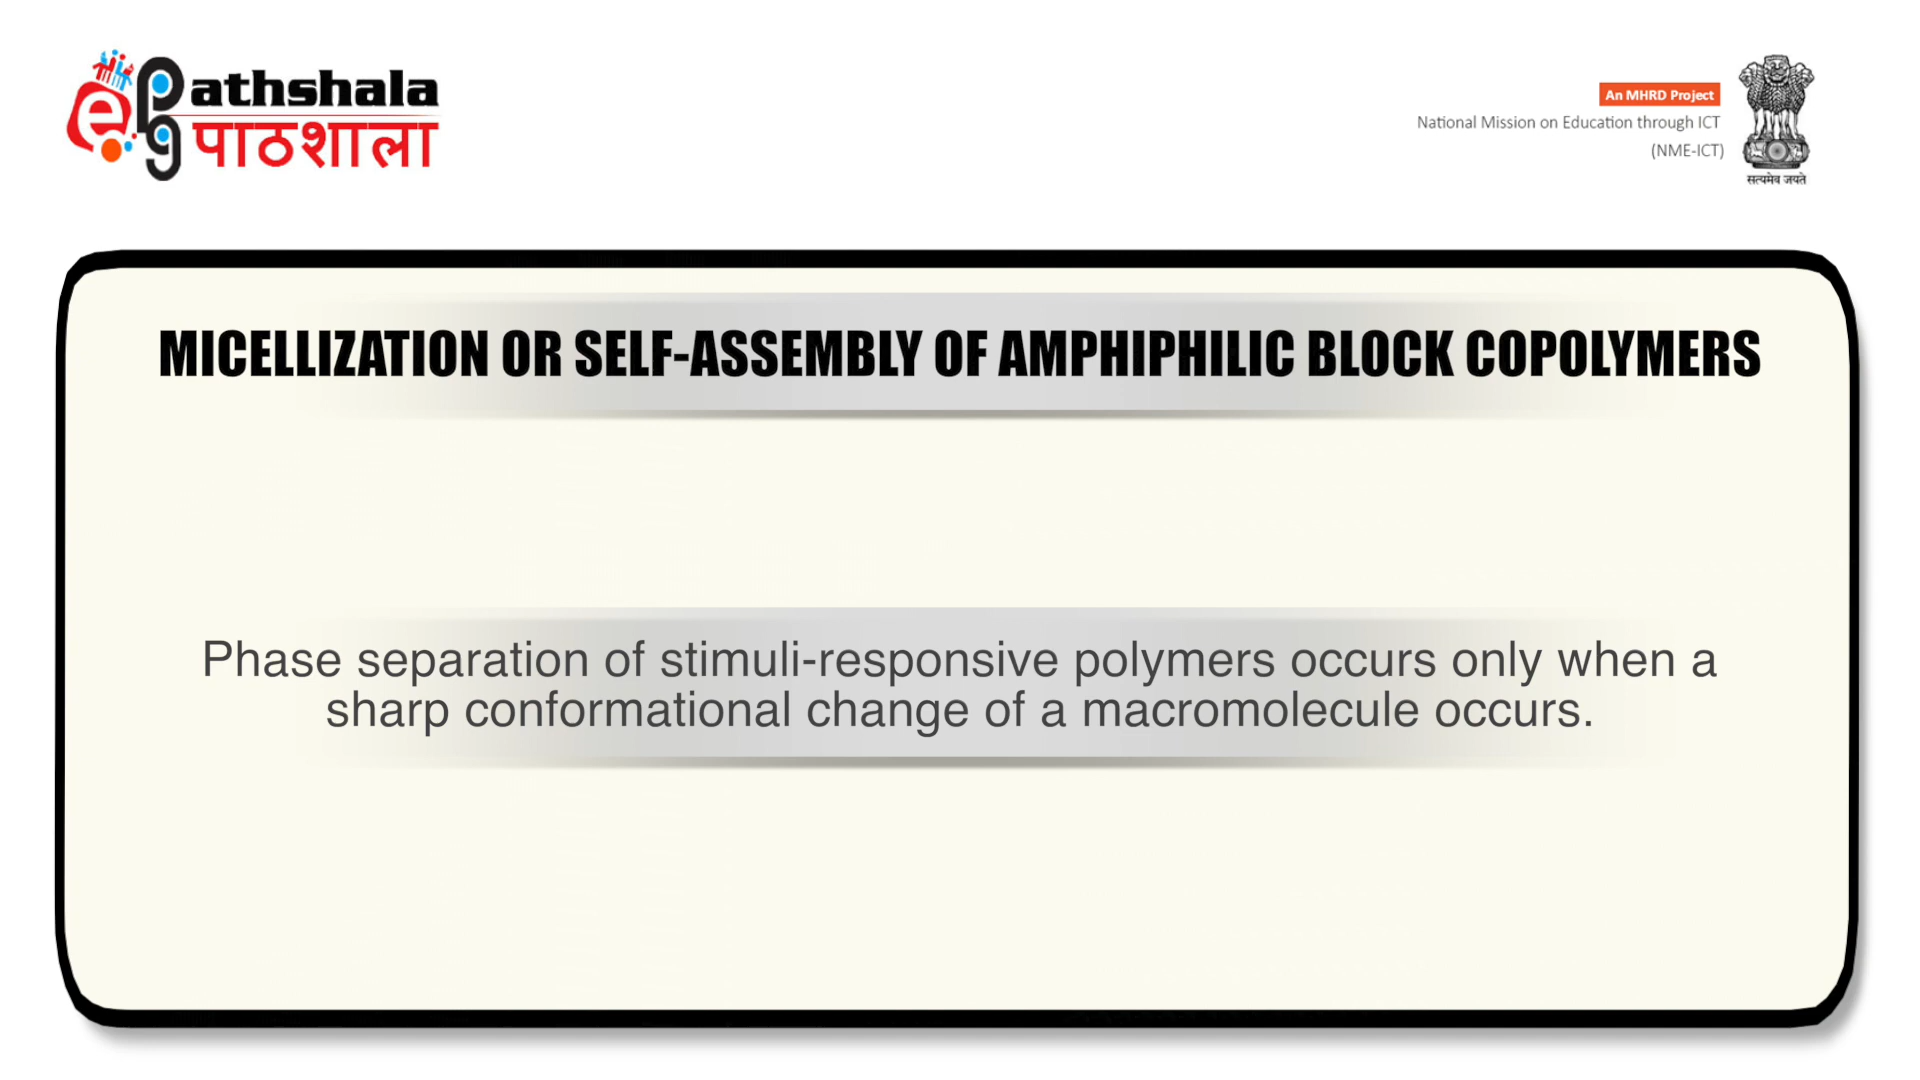 e pg Pathshala
पाठशाला
An MHRD Project
National Mission on Education through ICT
(NME-ICT)
सत्यमेव जयते
MICELLIZATION OR SELF-ASSEMBLY OF AMPHIPHILIC BLOCK COPOLYMERS
Phase separation of stimuli-responsive polymers occurs only when a
sharp conformational change of a macromolecule occurs.